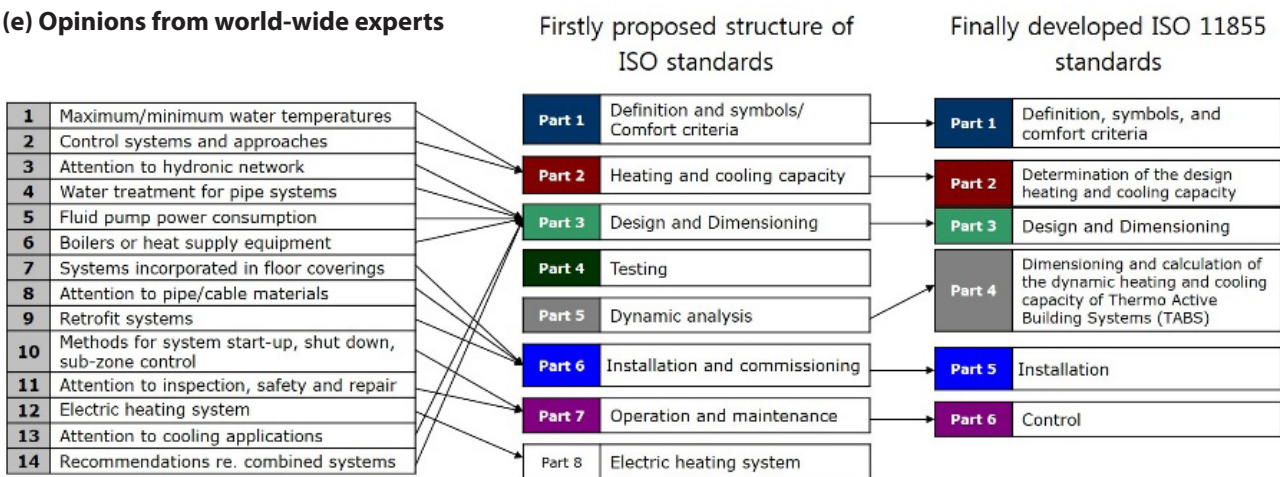 (e) Opinions from world-wide experts
Firstly proposed structure of
ISO standards
Finally developed ISO 11855
standards
1 Maximum/minimum water temperatures
2 Control systems and approaches
3 Attention to hydronic network
4 Water treatment for pipe systems
5 Fluid pump power consumption
6 Boilers or heat supply equipment
7 Systems incorporated in floor coverings
8 Attention to pipe/cable materials
9 Retrofit systems
10 Methods for system start-up, shut down,
sub-zone control
11 Attention to inspection, safety and repair
12 Electric heating system
13 Attention to cooling applications
14 Recommendations re. combined systems
Part 1 Definition and symbols/
Comfort criteria
Part 2 Heating and cooling capacity
Part 3 Design and Dimensioning
Part 4 Testing
Part 5 Dynamic analysis
Part 6 Installation and commissioning
Part 7 Operation and maintenance
Part 8 Electric heating system
Part 1 Definition, symbols, and
comfort criteria
Part 2 Determination of the design
heating and cooling capacity
Part 3 Design and Dimensioning
Part 4 Dimensioning and calculation of
the dynamic heating and cooling
capacity of Thermo Active
Building Systems (TABS)
Part 5 Installation
Part 6 Control